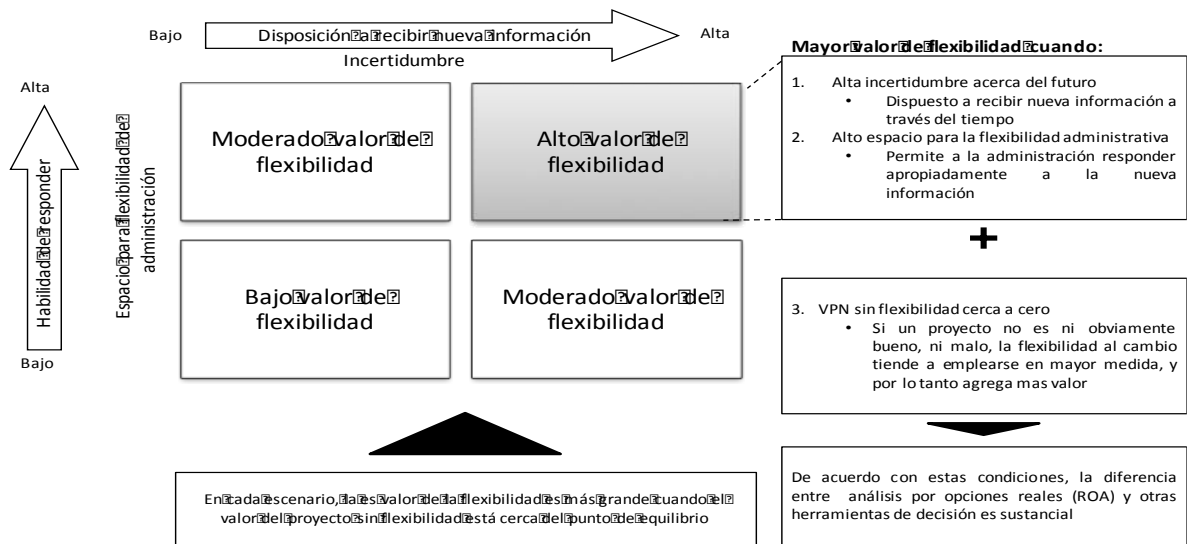 Bajo
Disposición a recibir nueva información
Alta
Incertidumbre
Mayor valor de flexibilidad cuando:
Alta
Habilidad de responder
Bajo
Espacio para flexibilidad de
administración
Moderado valor de
flexibilidad
Alto valor de
flexibilidad
Bajo valor de
flexibilidad
Moderado valor de
flexibilidad
1. Alta incertidumbre acerca del futuro
• Dispuesto a recibir nueva información a
través del tiempo
2. Alto espacio para la flexibilidad administrativa
• Permite a la administración responder
apropiadamente a la nueva
información
+
3. VPN sin flexibilidad cerca a cero
• Si un proyecto no es ni obviamente
bueno, ni malo, la flexibilidad al cambio
tiende a emplearse en mayor medida, y
por lo tanto agrega mas valor
En cada escenario, la es valor de la flexibilidad es más grande cuando el
valor del proyecto sin flexibilidad está cerca del punto de equilibrio
De acuerdo con estas condiciones, la diferencia
entre análisis por opciones reales (ROA) y otras
herramientas de decisión es sustancial